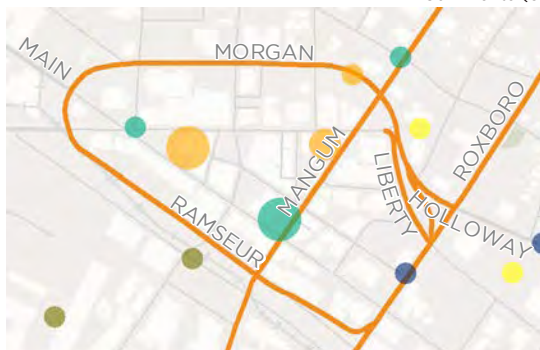 MORGAN
MAIN
ROXBORO
MANGUM
LIBERTY
RAMSEUR
HOLLOWAY